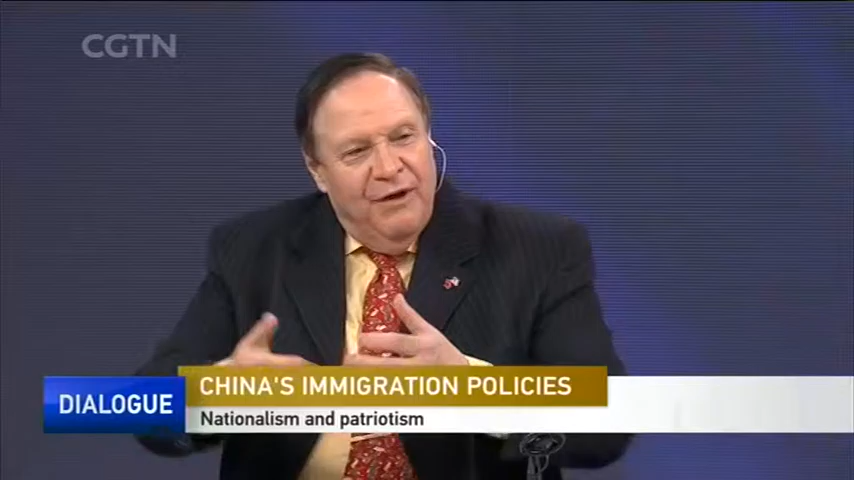 CGTN
CHINA'S IMMIGRATION POLICIES
DIALOGUE
Nationalism and patriotism